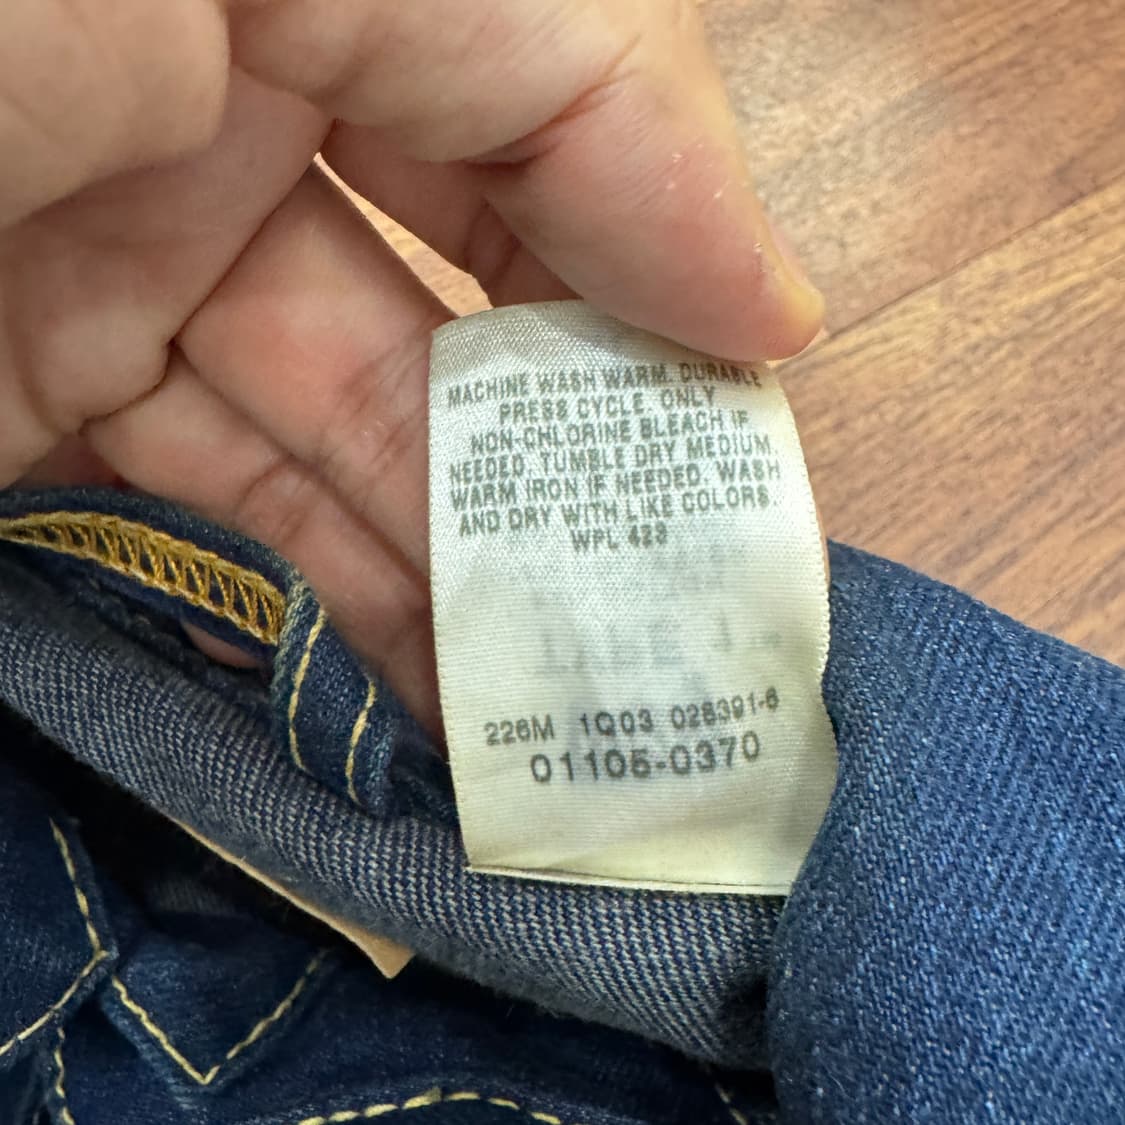 MACHINE WASH WARM. DURABLE
PRESS CYCLE. ONLY
NON-CHLORINE BLEACH IF
NEEDED. TUMBLE DRY MEDIUM.
WARM IRON IF NEEDED. WASH
AND DRY WITH LIKE COLORS.
WPL 423
226M 1Q03 028391-6
01105-0370